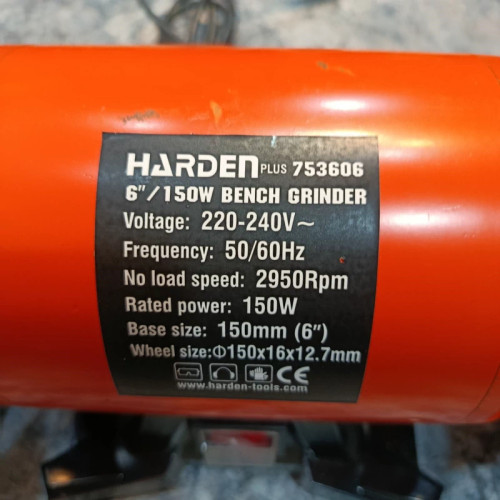 HARDEN PLUS 753606
6"/150W BENCH GRINDER
Voltage: 220-240V~
Frequency: 50/60Hz
No load speed: 2950Rpm
Rated power: 150W
Base size: 150mm (6")
Wheel size:Φ150x16x12.7mm
CE
www.harden-tools.com